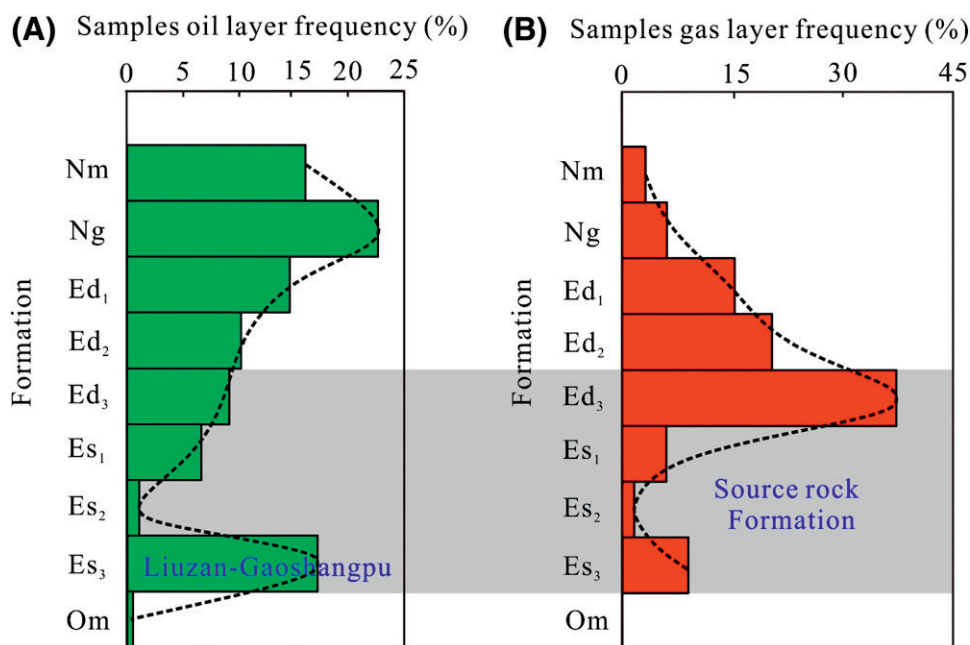 (A) Samples oil layer frequency (%)
0 5 10 15 20 25
Formation
Nm
Ng
Ed₁
Ed₂
Ed₃
Es₁
Es₂
Es₃
Om
Liuzan-Gaoshangpu
(B) Samples gas layer frequency (%)
0 15 30 45
Formation
Nm
Ng
Ed₁
Ed₂
Ed₃
Es₁
Es₂
Es₃
Om
Source rock
Formation